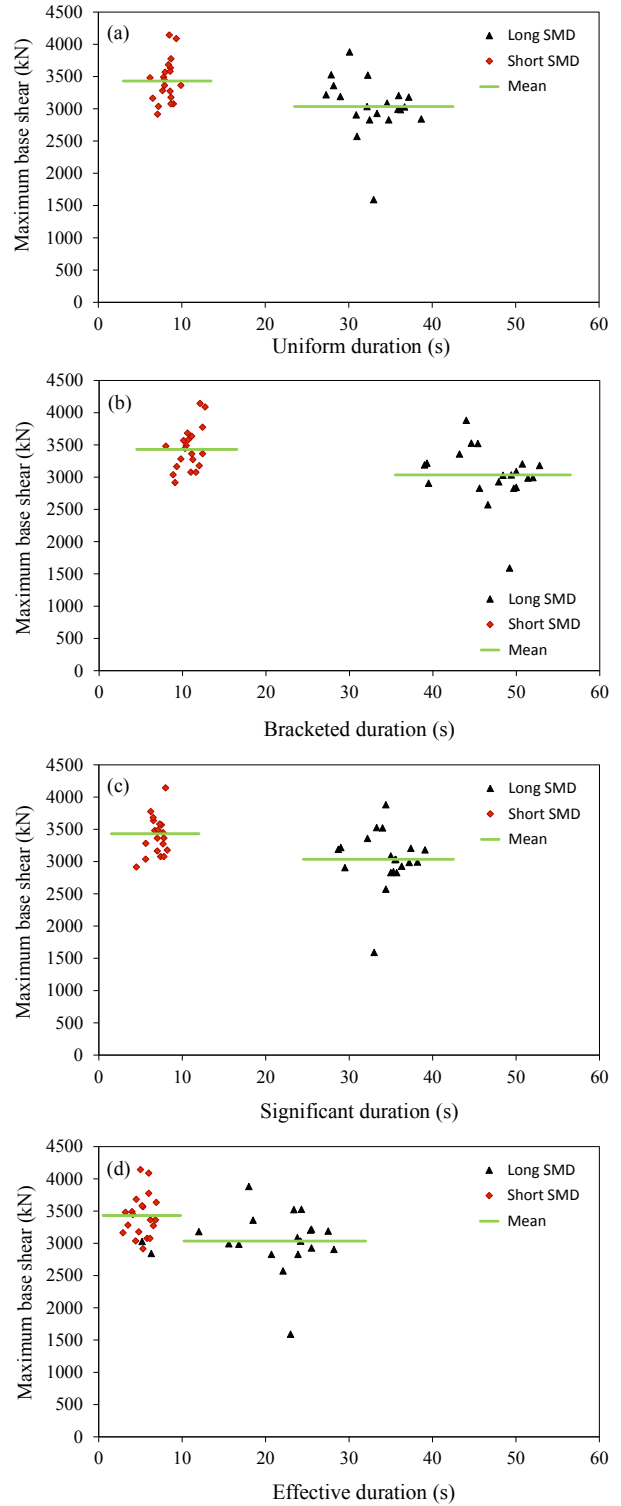 (a)
Long SMD
Short SMD
Mean
Maximum base shear (kN)
4500
4000
3500
3000
2500
2000
1500
1000
500
0
0 10 20 30 40 50 60
Uniform duration (s)
(b)
Maximum base shear (kN)
4500
4000
3500
3000
2500
2000
1500
1000
500
0
Long SMD
Short SMD
Mean
0 10 20 30 40 50 60
Bracketed duration (s)
(c)
Long SMD
Short SMD
Mean
Maximum base shear (kN)
4500
4000
3500
3000
2500
2000
1500
1000
500
0
0 10 20 30 40 50 60
Significant duration (s)
(d)
Long SMD
Short SMD
Mean
Maximum base shear (kN)
4500
4000
3500
3000
2500
2000
1500
1000
500
0
0 10 20 30 40 50 60
Effective duration (s)